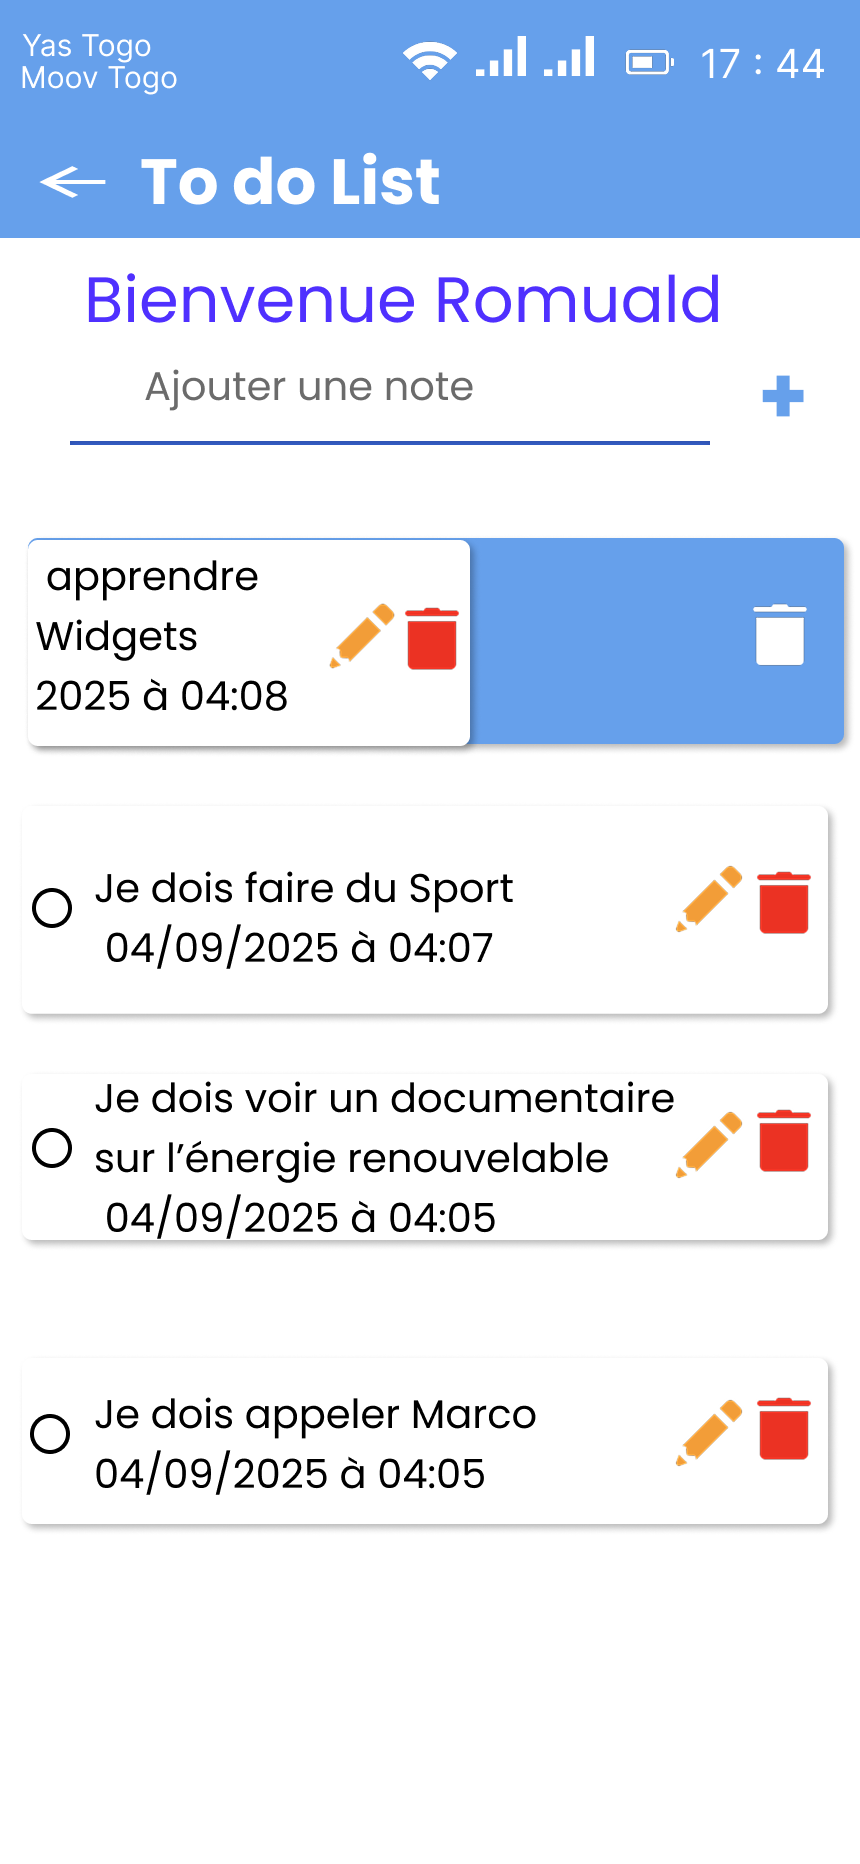 Yas Togo
Moov Togo
17 : 44
To do List
Bienvenue Romuald
Ajouter une note
apprendre
Widgets
2025 à 04:08
Je dois faire du Sport
04/09/2025 à 04:07
Je dois voir un documentaire
sur l’énergie renouvelable
04/09/2025 à 04:05
Je dois appeler Marco
04/09/2025 à 04:05